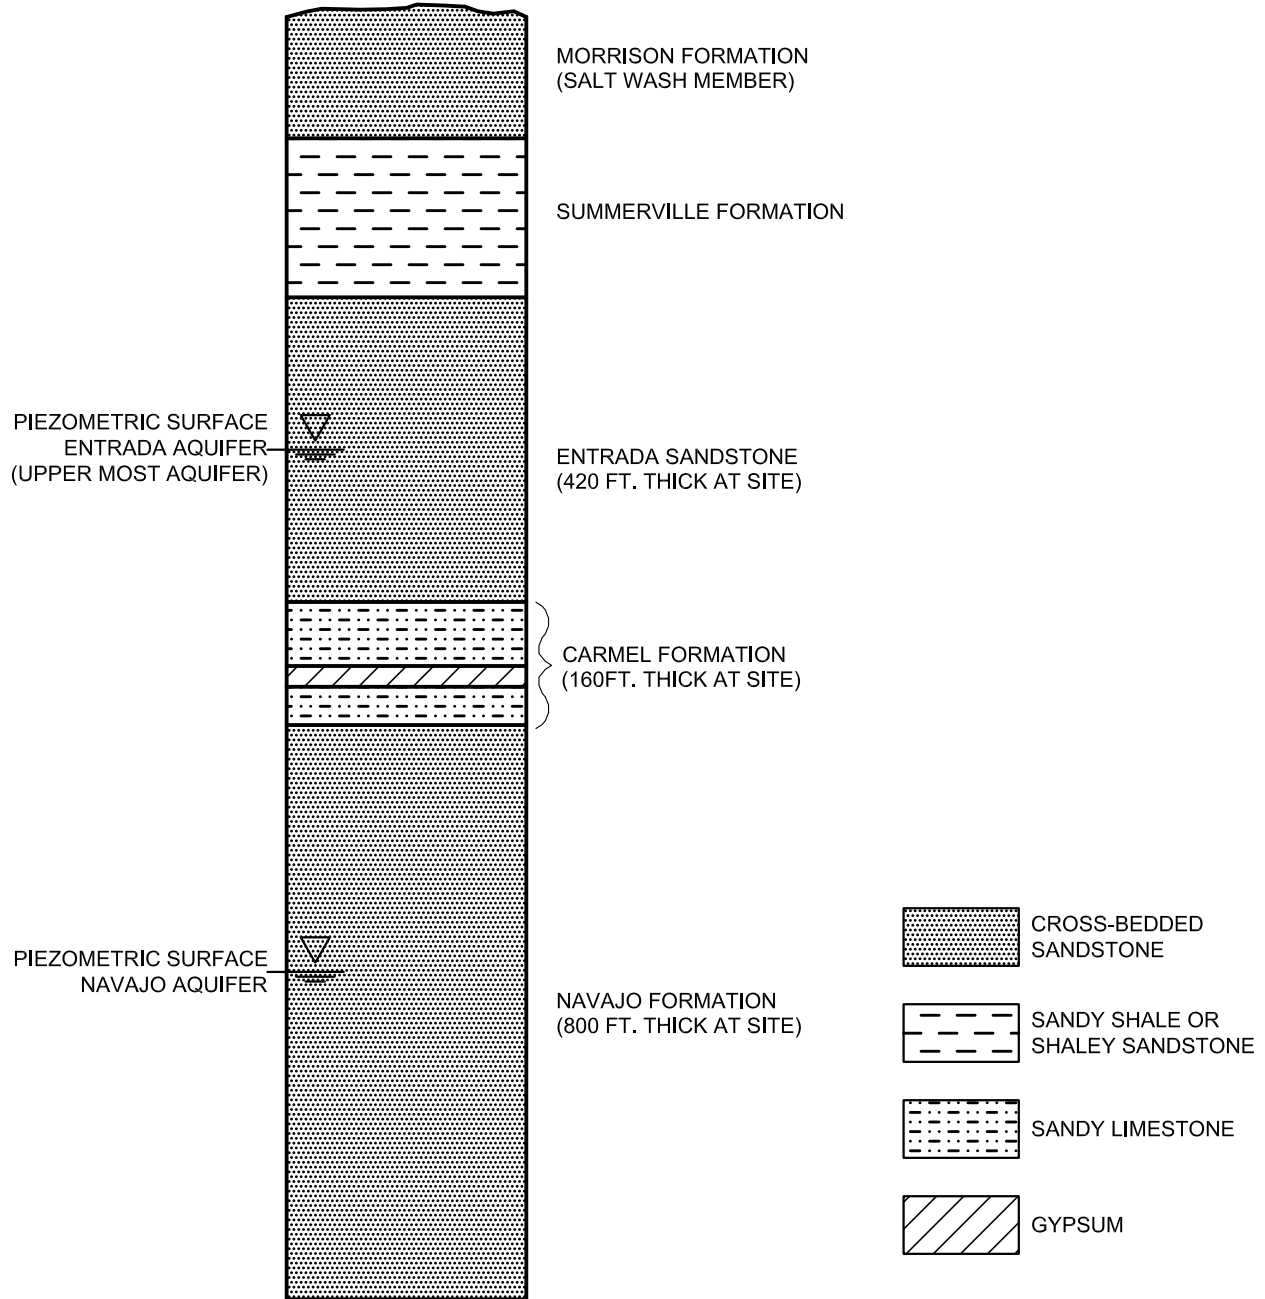 MORRISON FORMATION
(SALT WASH MEMBER)
SUMMERVILLE FORMATION
PIEZOMETRIC SURFACE
ENTRADA AQUIFER
(UPPER MOST AQUIFER)
ENTRADA SANDSTONE
(420 FT. THICK AT SITE)
CARMEL FORMATION
(160FT. THICK AT SITE)
PIEZOMETRIC SURFACE
NAVAJO AQUIFER
NAVAJO FORMATION
(800 FT. THICK AT SITE)
CROSS-BEDDED
SANDSTONE
SANDY SHALE OR
SHALEY SANDSTONE
SANDY LIMESTONE
GYPSUM